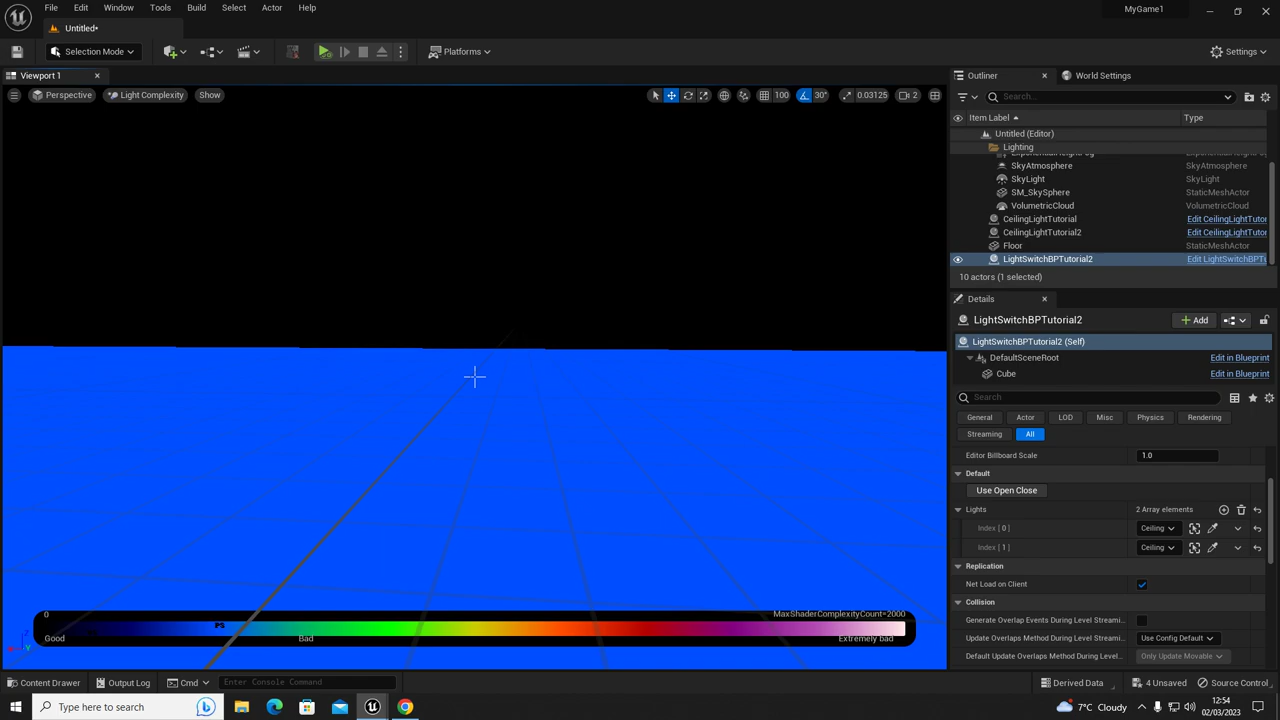 File Edit Window Tools Build Select Actor Help
MyGame1
Untitled*
Selection Mode
Platforms
Settings
Viewport 1
Perspective Light Complexity Show
100 30° 0.03125 2
0
MaxShaderComplexityCount=2000
Good Bad Extremely bad
Outliner World Settings
Search...
Item Label Type
Untitled (Editor)
Lighting
SkyAtmosphere SkyAtmosphere
SkyLight SkyLight
SM_SkySphere StaticMeshActor
VolumetricCloud VolumetricCloud
CeilingLightTutorial Edit CeilingLightTutor
CeilingLightTutorial2 Edit CeilingLightTutor
Floor StaticMeshActor
LightSwitchBPTutorial2 Edit LightSwitchBPTu
10 actors (1 selected)
Details
LightSwitchBPTutorial2 Add
LightSwitchBPTutorial2 (Self)
DefaultSceneRoot Edit in Blueprint
Cube Edit in Blueprint
Search
General Actor LOD Misc Physics Rendering
Streaming All
Editor Billboard Scale 1.0
Default
Use Open Close
Lights 2 Array elements
Index [ 0 ] Ceiling
Index [ 1 ] Ceiling
Replication
Net Load on Client
Collision
Generate Overlap Events During Level Streami...
Update Overlaps Method During Level Streami... Use Config Default
Default Update Overlaps Method During Level... Only Update Movable
Content Drawer Output Log Cmd Enter Console Command
Derived Data 4 Unsaved Source Control
Type here to search
7°C Cloudy
12:54
02/03/2023